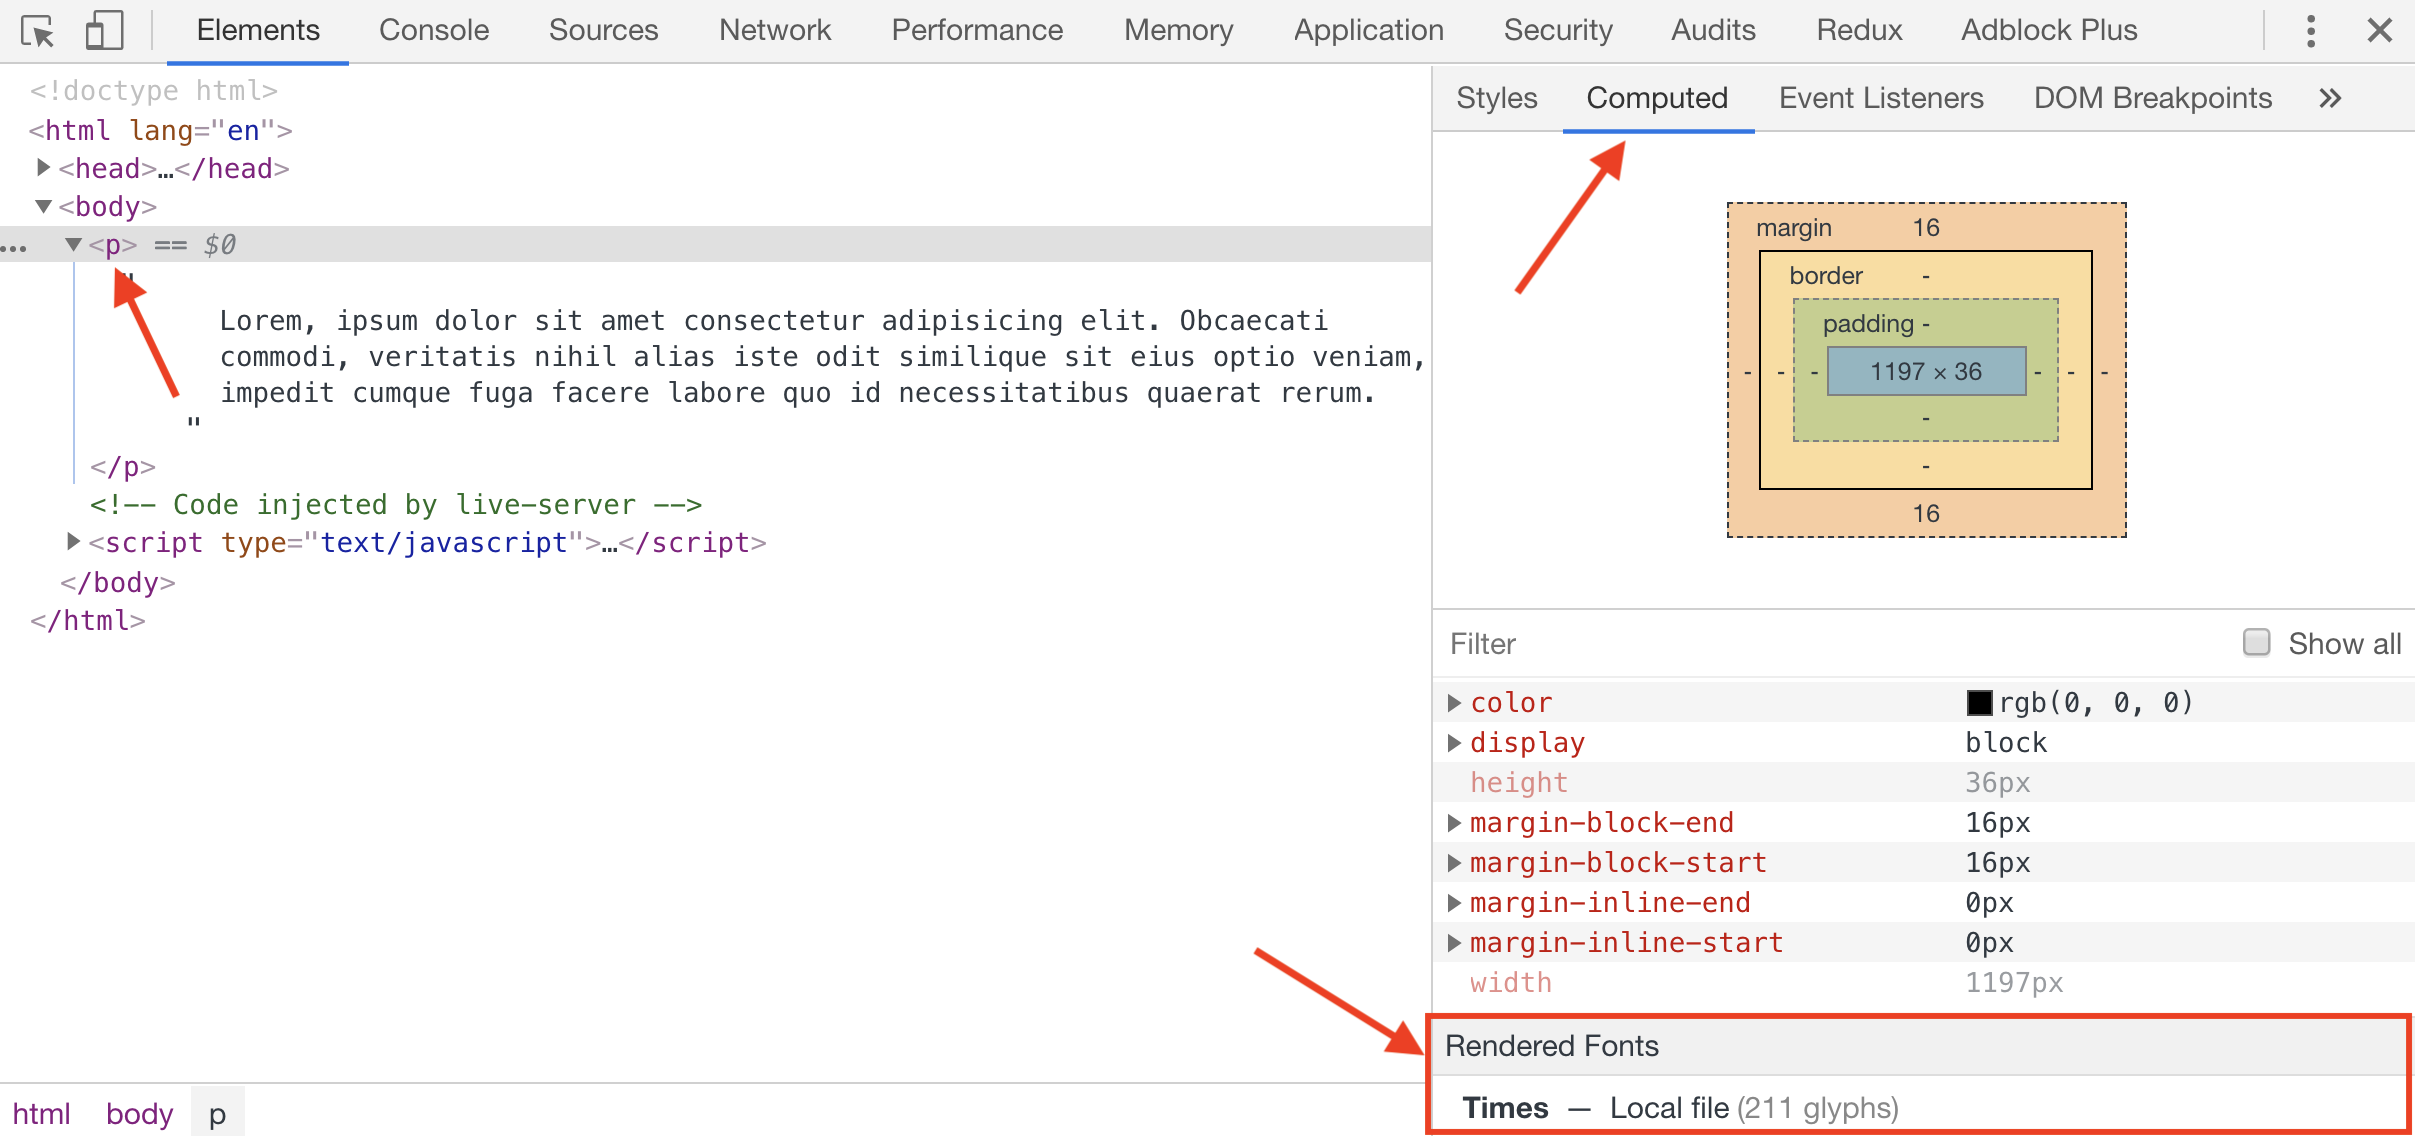 Elements Console Sources Network Performance Memory Application Security Audits Redux Adblock Plus
<!doctype html>
<html lang="en">
<head>…</head>
<body>
… <p> == $0
"
Lorem, ipsum dolor sit amet consectetur adipisicing elit. Obcaecati
commodi, veritatis nihil alias iste odit similique sit eius optio veniam,
impedit cumque fuga facere labore quo id necessitatibus quaerat rerum.
"
</p>
<!-- Code injected by live-server -->
<script type="text/javascript">…</script>
</body>
</html>
html body p
Styles Computed Event Listeners DOM Breakpoints »
margin 16
border -
padding -
- - - 1197 × 36 - - -
-
-
16
Filter Show all
color rgb(0, 0, 0)
display block
height 36px
margin-block-end 16px
margin-block-start 16px
margin-inline-end 0px
margin-inline-start 0px
width 1197px
Rendered Fonts
Times — Local file (211 glyphs)